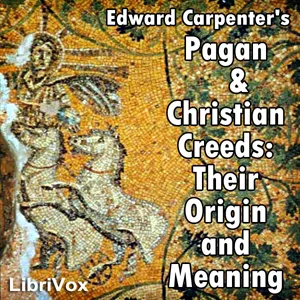 Edward Carpenter's
Pagan
&
Christian
Creeds:
Their
Origin
and
Meaning
LibriVox